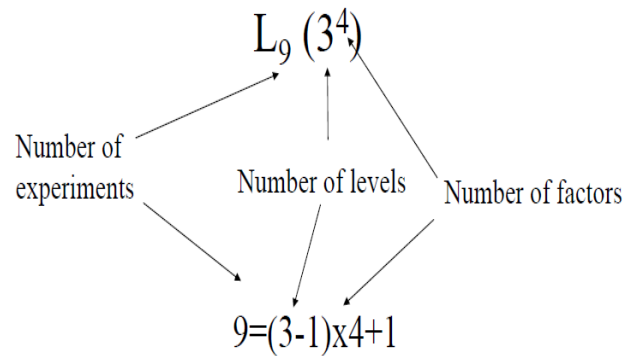 L₉ (3⁴)
Number of
experiments
Number of levels
Number of factors
9=(3-1)x4+1